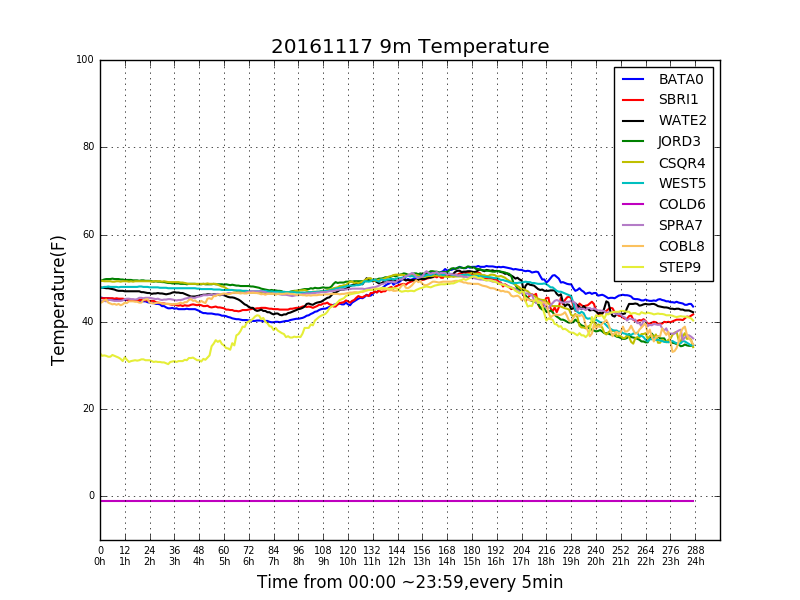 20161117 9m Temperature
100
80
60
40
20
0
Temperature(F)
BATA0
SBRI1
WATE2
JORD3
CSQR4
WEST5
COLD6
SPRA7
COBL8
STEP9
0 12 24 36 48 60 72 84 96 108 120 132 144 156 168 180 192 204 216 228 240 252 264 276 288
0h 1h 2h 3h 4h 5h 6h 7h 8h 9h 10h 11h 12h 13h 14h 15h 16h 17h 18h 19h 20h 21h 22h 23h 24h
Time from 00:00 ~23:59,every 5min